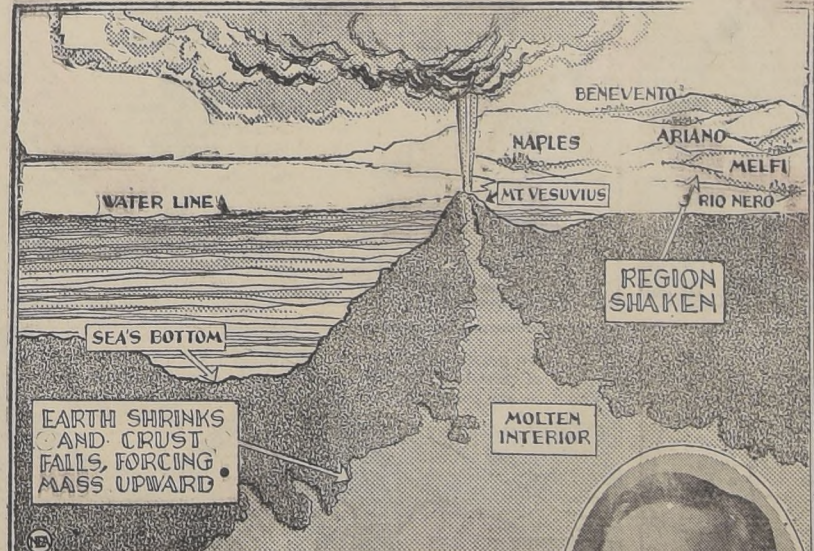 BENEVENTO
NAPLES
ARIANO
MELFI
MT VESUVIUS
WATER LINE
RIO NERO
REGION
SHAKEN
SEA'S BOTTOM
EARTH SHRINKS
AND CRUST
FALLS, FORCING
MASS UPWARD
MOLTEN
INTERIOR
NEA